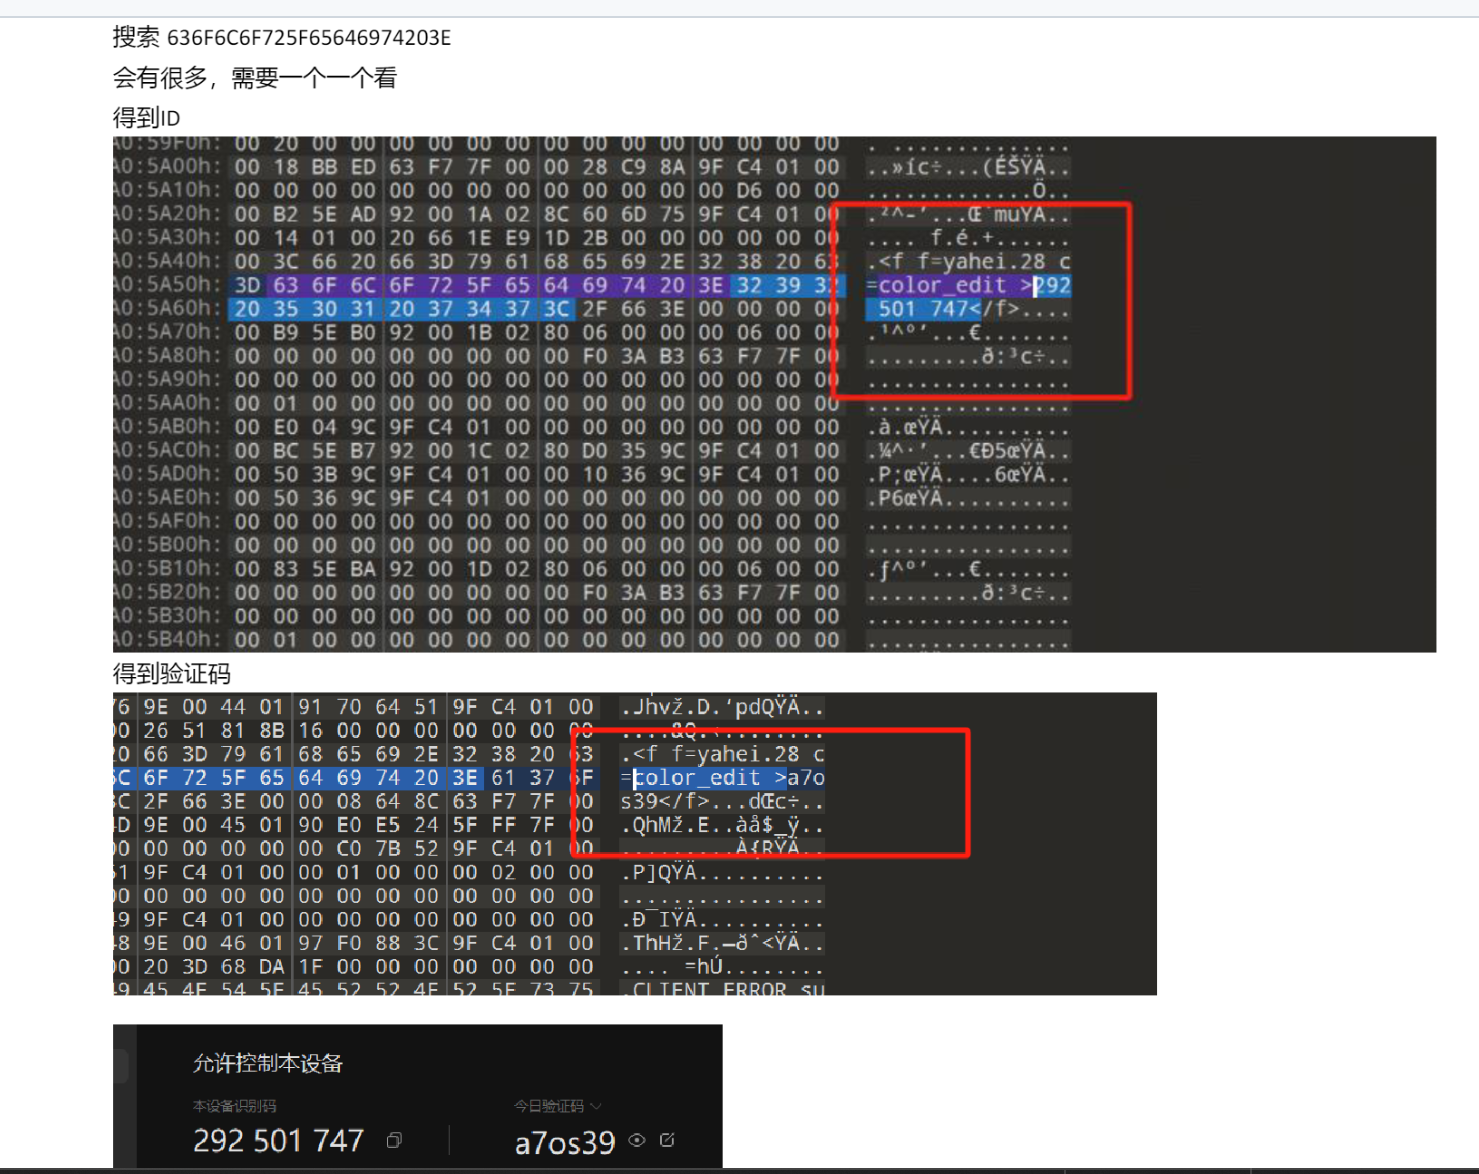 搜索 636F6C6F725F65646974203E
会有很多，需要一个一个看
得到ID
A0:59F0h: 00 20 00 00 00 00 00 00 00 00 00 00 00 00 00 00 . ..............
A0:5A00h: 00 18 BB ED 63 F7 7F 00 00 28 C9 8A 9F C4 01 00 ..»íc÷...(ÉŠŸÄ..
A0:5A10h: 00 00 00 00 00 00 00 00 00 00 00 00 00 D6 00 00 .............Ö..
A0:5A20h: 00 B2 5E AD 92 00 1A 02 8C 60 6D 75 9F C4 01 00 .²^-’...Œ`muŸÄ..
A0:5A30h: 00 14 01 00 20 66 1E E9 1D 2B 00 00 00 00 00 00 .... f.é.+......
A0:5A40h: 00 3C 66 20 66 3D 79 61 68 65 69 2E 32 38 20 63 .<f f=yahei.28 c
A0:5A50h: 3D 63 6F 6C 6F 72 5F 65 64 69 74 20 3E 32 39 32 =color_edit >292
A0:5A60h: 20 35 30 31 20 37 34 37 3C 2F 66 3E 00 00 00 00 501 747</f>....
A0:5A70h: 00 B9 5E B0 92 00 1B 02 80 06 00 00 00 06 00 00 .¹^°’...€.......
A0:5A80h: 00 00 00 00 00 00 00 00 00 F0 3A B3 63 F7 7F 00 .........ð:³c÷..
A0:5A90h: 00 00 00 00 00 00 00 00 00 00 00 00 00 00 00 00 ................
A0:5AA0h: 00 01 00 00 00 00 00 00 00 00 00 00 00 00 00 00 ................
A0:5AB0h: 00 E0 04 9C 9F C4 01 00 00 00 00 00 00 00 00 00 .à.œŸÄ..........
A0:5AC0h: 00 BC 5E B7 92 00 1C 02 80 D0 35 9C 9F C4 01 00 .¼^·’...€Ð5œŸÄ..
A0:5AD0h: 00 50 3B 9C 9F C4 01 00 00 10 36 9C 9F C4 01 00 .P;œŸÄ....6œŸÄ..
A0:5AE0h: 00 50 36 9C 9F C4 01 00 00 00 00 00 00 00 00 00 .P6œŸÄ..........
A0:5AF0h: 00 00 00 00 00 00 00 00 00 00 00 00 00 00 00 00 ................
A0:5B00h: 00 00 00 00 00 00 00 00 00 00 00 00 00 00 00 00 ................
A0:5B10h: 00 83 5E BA 92 00 1D 02 80 06 00 00 00 06 00 00 .ƒ^º’...€.......
A0:5B20h: 00 00 00 00 00 00 00 00 00 F0 3A B3 63 F7 7F 00 .........ð:³c÷..
A0:5B30h: 00 00 00 00 00 00 00 00 00 00 00 00 00 00 00 00 ................
A0:5B40h: 00 01 00 00 00 00 00 00 00 00 00 00 00 00 00 00 ................
得到验证码
76 9E 00 44 01 91 70 64 51 9F C4 01 00 .Jhvž.D.‘pdQŸÄ..
00 26 51 81 8B 16 00 00 00 00 00 00 00
20 66 3D 79 61 68 65 69 2E 32 38 20 63 .<f f=yahei.28 c
6C 6F 72 5F 65 64 69 74 20 3E 61 37 6F =color_edit >a7o
3C 2F 66 3E 00 00 08 64 8C 63 F7 7F 00 s39</f>...dŒc÷..
4D 9E 00 45 01 90 E0 E5 24 5F FF 7F 00 .QhMž.E..àå$_ÿ..
00 00 00 00 00 00 C0 7B 52 9F C4 01 00 .........À{RŸÄ..
51 9F C4 01 00 00 01 00 00 00 02 00 00 .P]QŸÄ..........
00 00 00 00 00 00 00 00 00 00 00 00 00 ................
49 9F C4 01 00 00 00 00 00 00 00 00 00 .Ð¯IŸÄ..........
48 9E 00 46 01 97 F0 88 3C 9F C4 01 00 .ThHž.F.—ðˆ<ŸÄ..
00 20 3D 68 DA 1F 00 00 00 00 00 00 00 .... =hÚ........
49 45 4E 54 5F 45 52 52 4F 52 5F 73 75 .CLIENT_ERROR_su
允许控制本设备
本设备识别码 今日验证码
292 501 747 a7os39